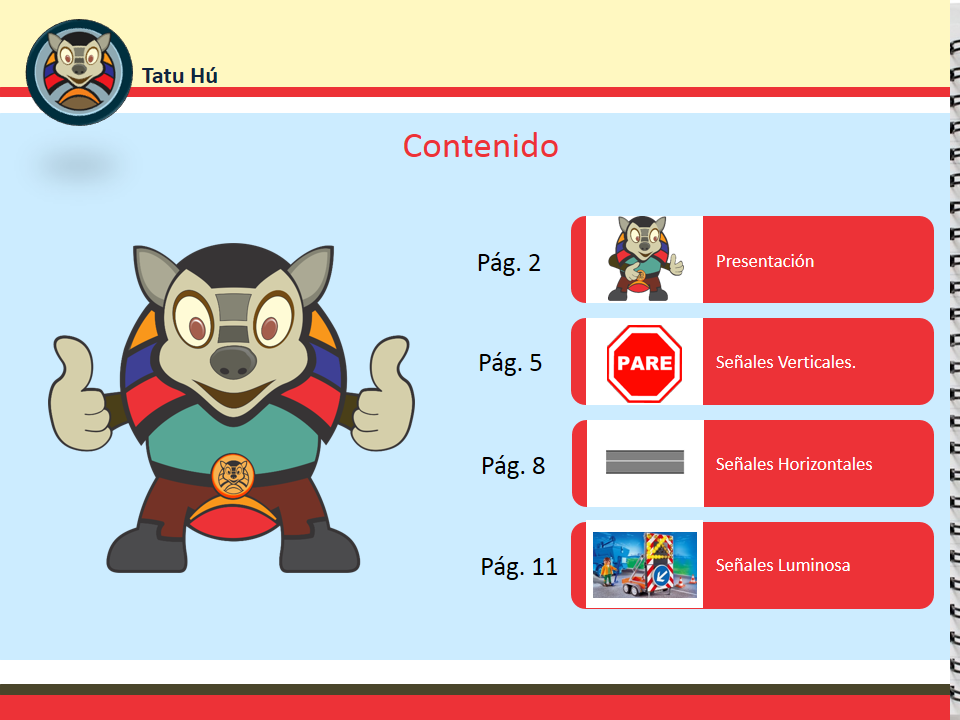 Tatu Hú
Contenido
Pág. 2
Presentación
Pág. 5
PARE
Señales Verticales.
Pág. 8
Señales Horizontales
Pág. 11
Señales Luminosa